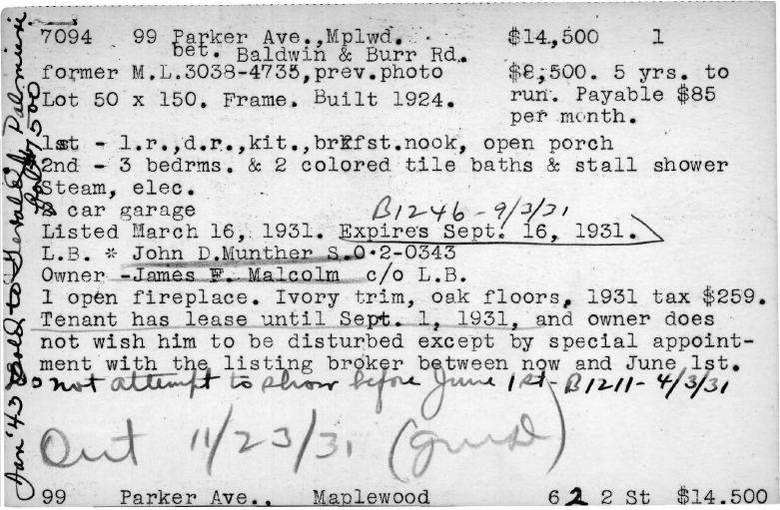 7094 99 Parker Ave.,Mplwd. $14,500 1
bet. Baldwin & Burr Rd.
former M.L.3038-4735,prev.photo $8,500. 5 yrs. to
Lot 50 x 150. Frame. Built 1924. run. Payable $85
per month.
1st - l.r.,d.r.,kit.,brkfst.nook, open porch
2nd - 3 bedrms. & 2 colored tile baths & stall shower
Steam, elec.
2 car garage B1246-9/3/31
Listed March 16, 1931. Expires Sept. 16, 1931.
L.B. * John D.Munther S.O.2-0343
Owner -James F. Malcolm c/o L.B.
1 open fireplace. Ivory trim, oak floors, 1931 tax $259.
Tenant has lease until Sept. 1, 1931, and owner does
not wish him to be disturbed except by special appoint-
ment with the listing broker between now and June 1st.
Do not attempt to show before June 1st- B1211-4/3/31
Out 11/23/31
99 Parker Ave., Maplewood 6 2 2 St $14.500
Jan '43 Sold to Gerald Palmieri
7500